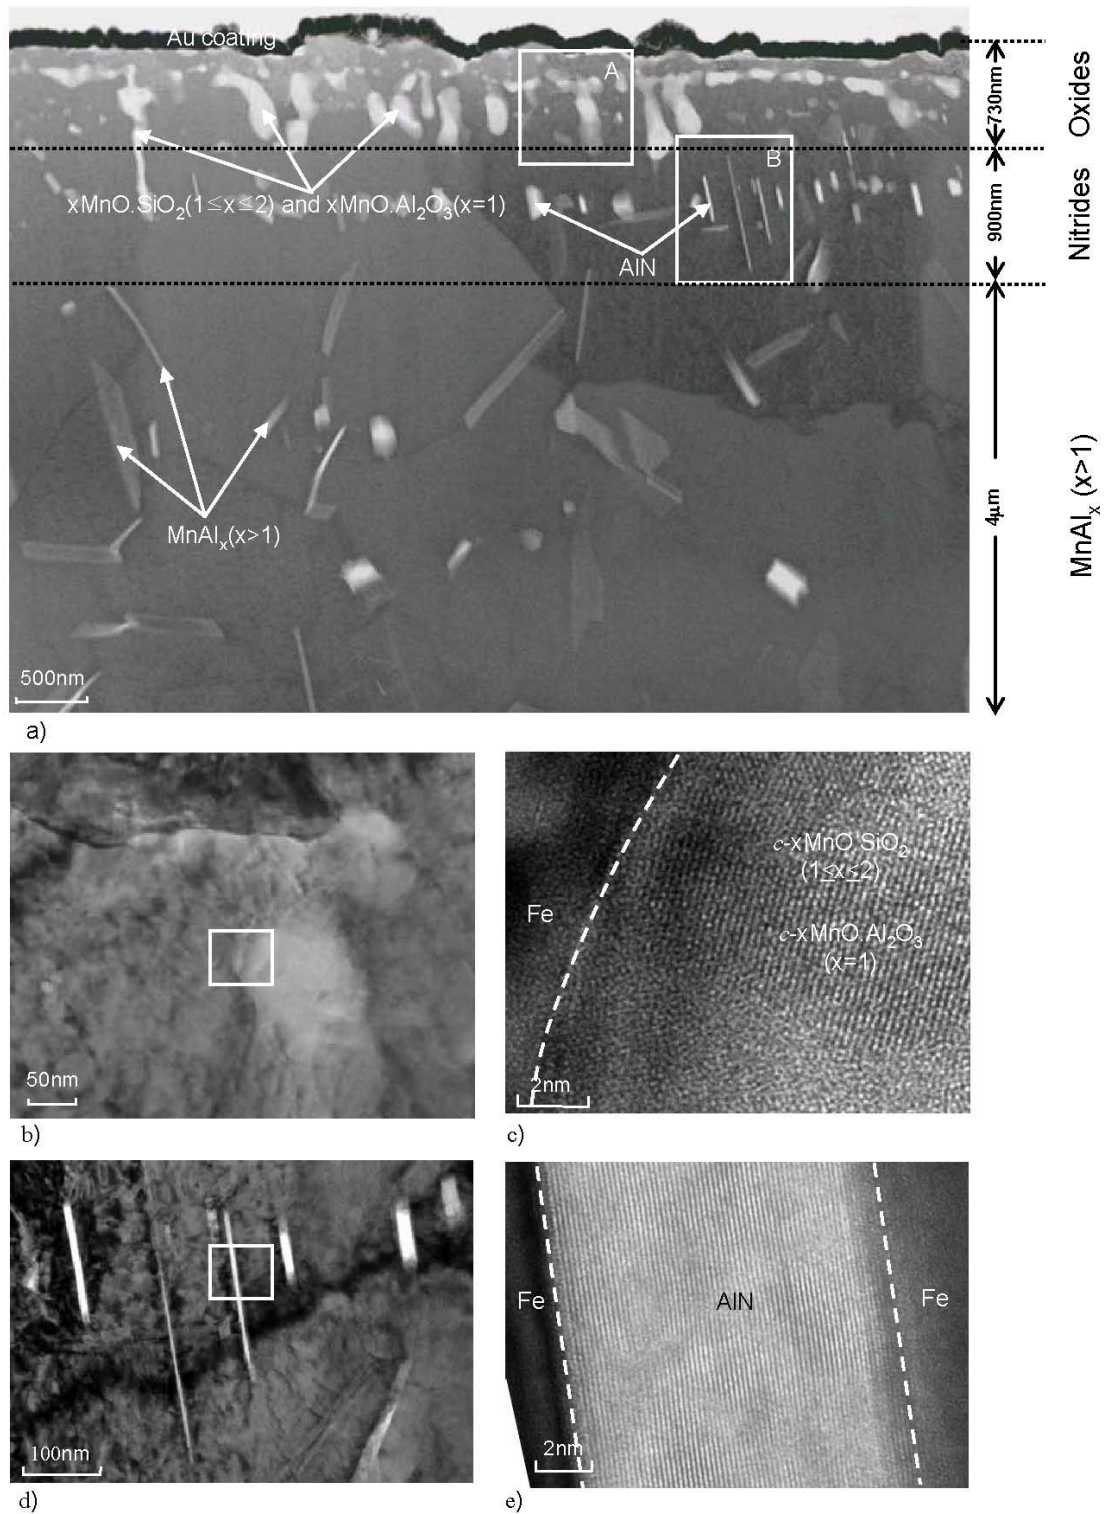 Au coating
A
730nm
Oxides
B
xMnO.SiO₂(1≤x≤2) and xMnO.Al₂O₃(x=1)
900nm
Nitrides
AlN
MnAlₓ(x>1)
4μm
MnAlₓ (x>1)
500nm
a)
c-xMnO.SiO₂
(1≤x≤2)
Fe
c-xMnO.Al₂O₃
(x=1)
50nm
2nm
b)
c)
Fe
AlN
Fe
100nm
2nm
d)
e)